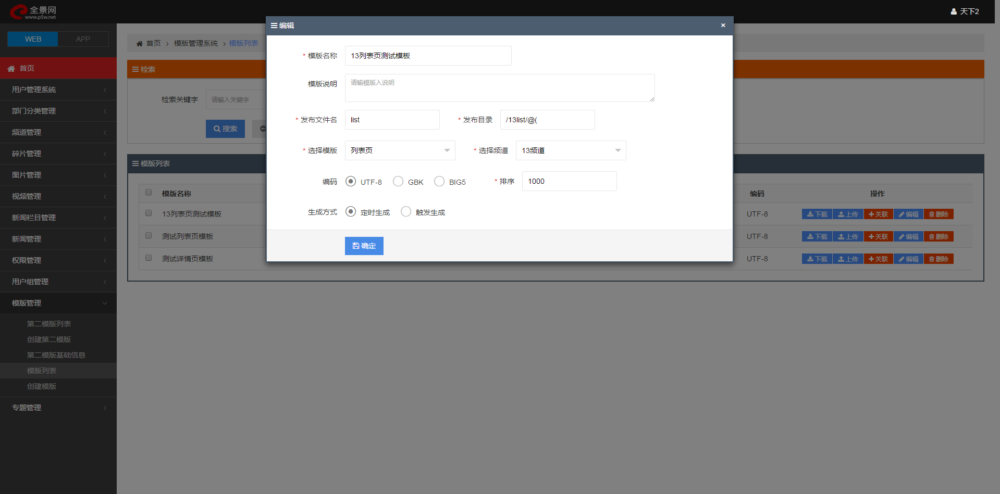 全景网
www.p5w.net
天下2
WEB APP
首页
用户管理系统
部门分类管理
频道管理
碎片管理
图片管理
视频管理
新闻栏目管理
新闻管理
权限管理
用户组管理
模版管理
第二模版列表
创建第二模版
第二模版基础信息
模版列表
创建模版
专题管理
首页 > 模版管理系统 > 模版列表
检索
检索关键字 请输入关键字
搜索
模版列表
模版名称 编码 操作
13列表页测试模板 UTF-8 下载 上传 关联 编辑 删除
测试列表页模板 UTF-8 下载 上传 关联 编辑 删除
测试详情页模板 UTF-8 下载 上传 关联 编辑 删除
编辑 ×
* 模版名称 13列表页测试模板
模版说明 请输模版入说明
* 发布文件名 list * 发布目录 /13list/@(
* 选择模版 列表页 * 选择频道 13频道
编码 UTF-8 GBK BIG5 * 排序 1000
生成方式 定时生成 触发生成
确定